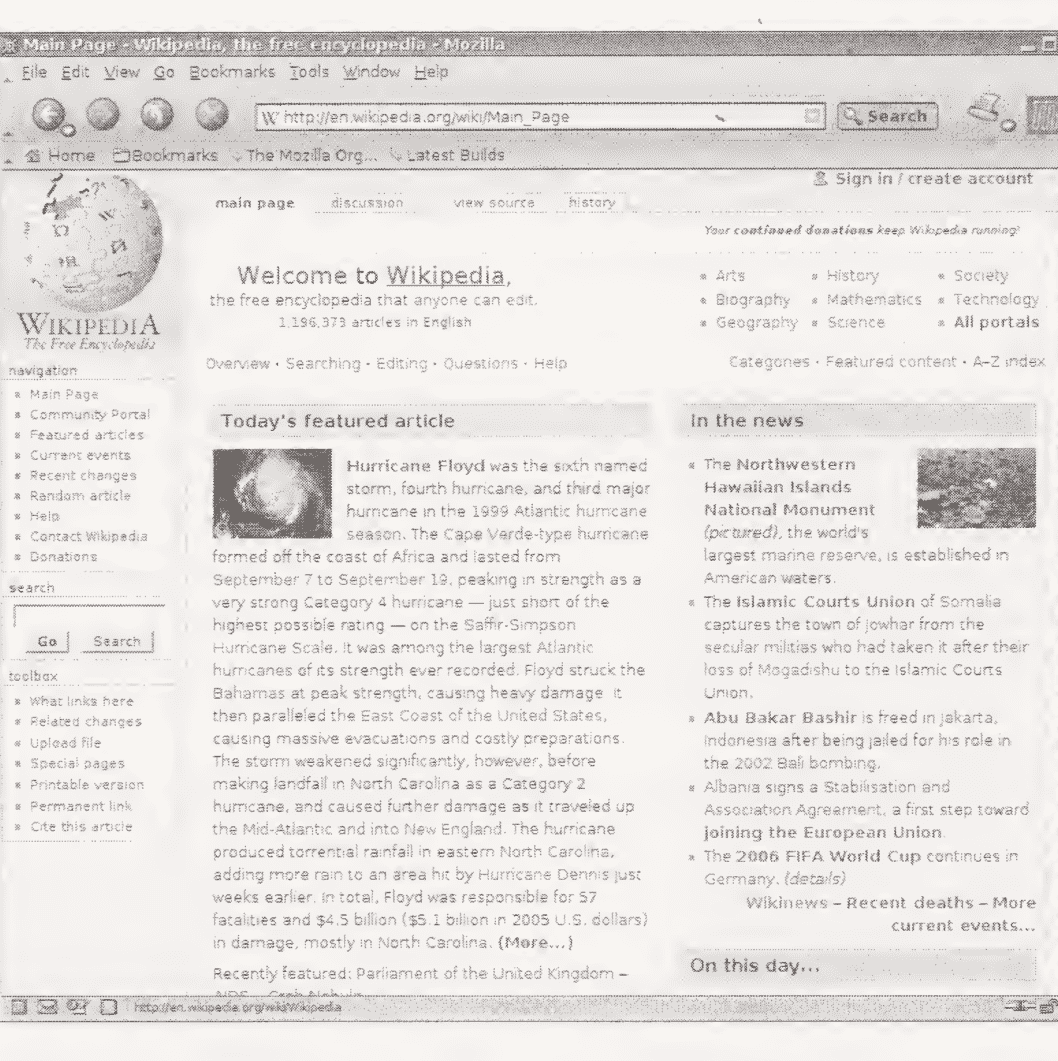 Main Page - Wikipedia, the free encyclopedia - Mozilla
File Edit View Go Bookmarks Tools Window Help
W http://en.wikipedia.org/wiki/Main_Page Search
Home Bookmarks The Mozilla Org... Latest Builds
Sign in / create account
main page discussion view source history
Your continued donations keep Wikipedia running!
WIKIPEDIA
The Free Encyclopedia
navigation
Main Page
Community Portal
Featured articles
Current events
Recent changes
Random article
Help
Contact Wikipedia
Donations
search
Go Search
toolbox
What links here
Related changes
Upload file
Special pages
Printable version
Permanent link
Cite this article
Welcome to Wikipedia,
the free encyclopedia that anyone can edit.
1,196,373 articles in English
Arts History Society
Biography Mathematics Technology
Geography Science All portals
Overview · Searching · Editing · Questions · Help
Categories · Featured content · A–Z index
Today's featured article
Hurricane Floyd was the sixth named
storm, fourth hurricane, and third major
hurricane in the 1999 Atlantic hurricane
season. The Cape Verde-type hurricane
formed off the coast of Africa and lasted from
September 7 to September 19, peaking in strength as a
very strong Category 4 hurricane — just short of the
highest possible rating — on the Saffir-Simpson
Hurricane Scale. It was among the largest Atlantic
hurricanes of its strength ever recorded. Floyd struck the
Bahamas at peak strength, causing heavy damage. It
then paralleled the East Coast of the United States,
causing massive evacuations and costly preparations.
The storm weakened significantly, however, before
making landfall in North Carolina as a Category 2
hurricane, and caused further damage as it traveled up
the Mid-Atlantic and into New England. The hurricane
produced torrential rainfall in eastern North Carolina,
adding more rain to an area hit by Hurricane Dennis just
weeks earlier. In total, Floyd was responsible for 57
fatalities and $4.5 billion ($5.1 billion in 2005 U.S. dollars)
in damage, mostly in North Carolina. (More...)
Recently featured: Parliament of the United Kingdom –
In the news
The Northwestern
Hawaiian Islands
National Monument
(pictured), the world's
largest marine reserve, is established in
American waters.
The Islamic Courts Union of Somalia
captures the town of Jowhar from the
secular militias who had taken it after their
loss of Mogadishu to the Islamic Courts
Union.
Abu Bakar Bashir is freed in Jakarta,
Indonesia after being jailed for his role in
the 2002 Bali bombing.
Albania signs a Stabilisation and
Association Agreement, a first step toward
joining the European Union.
The 2006 FIFA World Cup continues in
Germany. (details)
Wikinews – Recent deaths – More
current events...
On this day...
http://en.wikipedia.org/wiki/Wikipedia